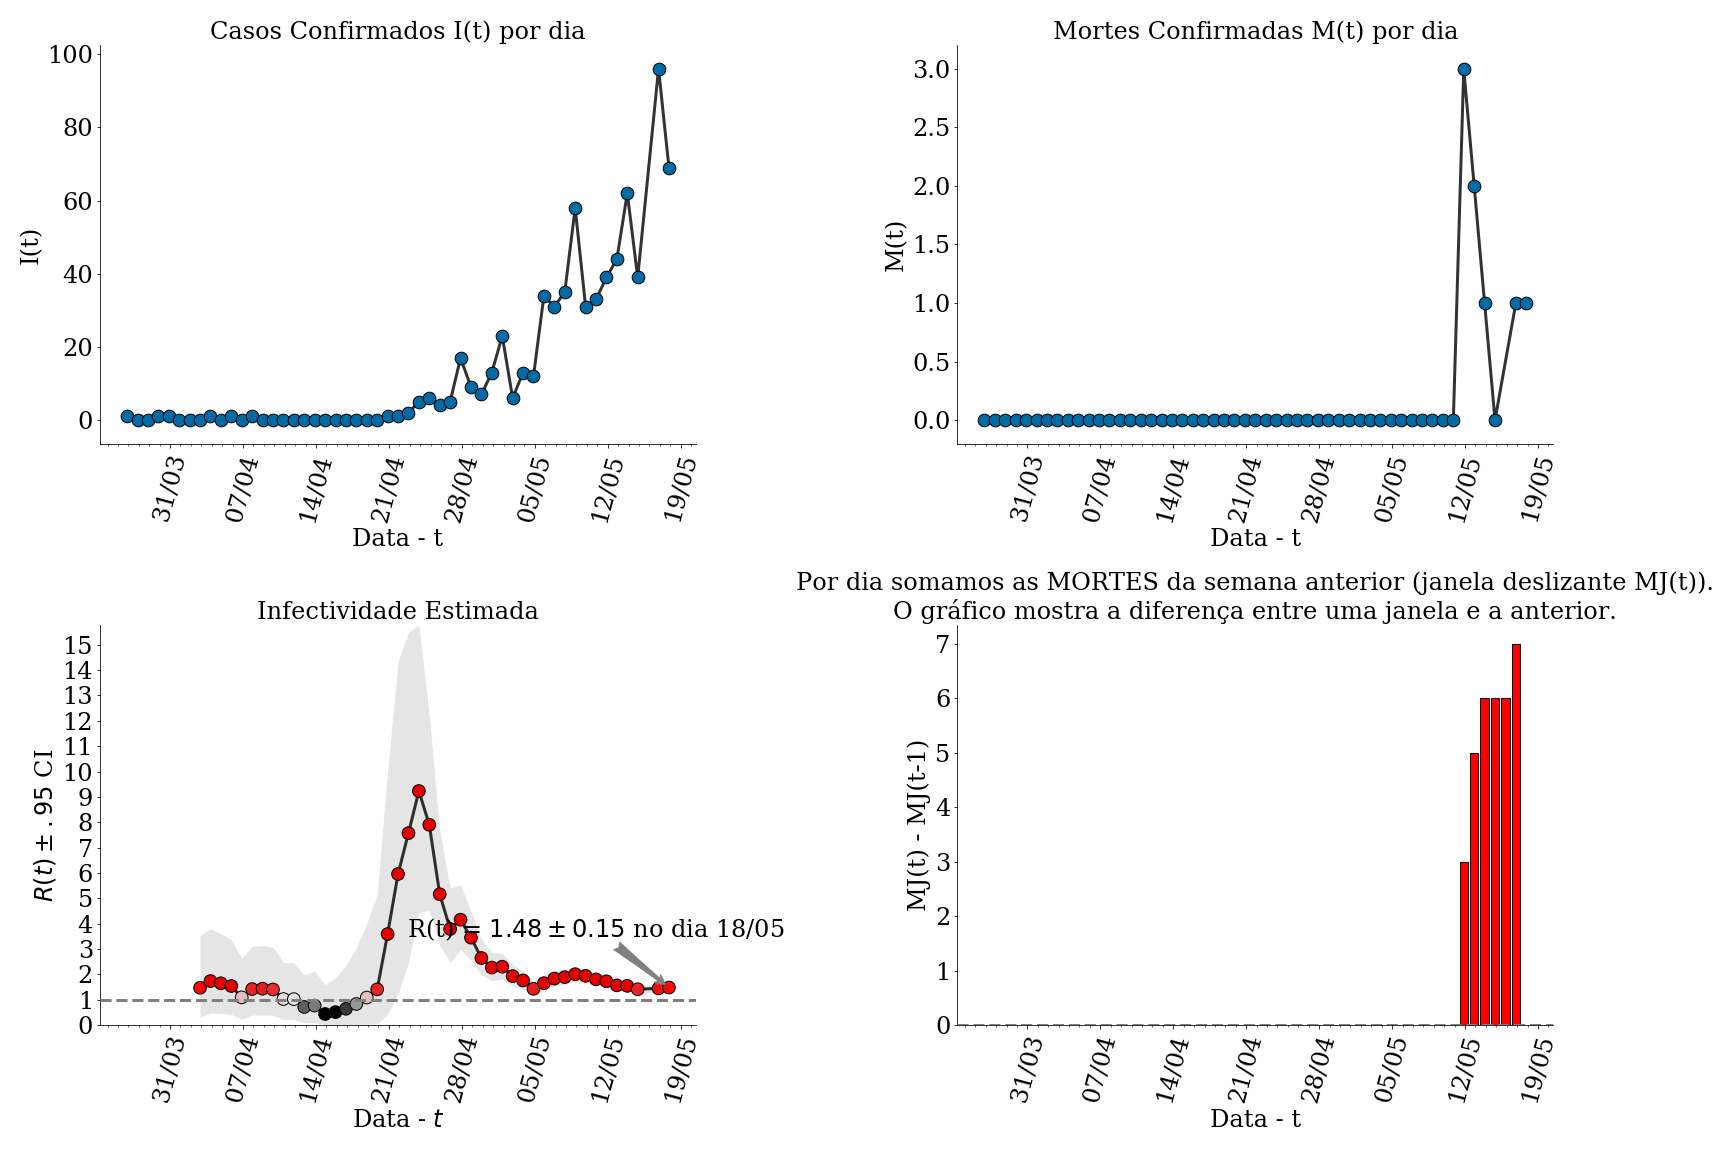 Casos Confirmados I(t) por dia
100
80
60
40
20
0
I(t)
31/03 07/04 14/04 21/04 28/04 05/05 12/05 19/05
Data - t
Mortes Confirmadas M(t) por dia
3.0
2.5
2.0
1.5
1.0
0.5
0.0
M(t)
31/03 07/04 14/04 21/04 28/04 05/05 12/05 19/05
Data - t
Infectividade Estimada
15
14
13
12
11
10
9
8
7
6
5
4
3
2
1
0
R(t) ± .95 CI
R(t) = 1.48 ± 0.15 no dia 18/05
31/03 07/04 14/04 21/04 28/04 05/05 12/05 19/05
Data - t
Por dia somamos as MORTES da semana anterior (janela deslizante MJ(t)).
O gráfico mostra a diferença entre uma janela e a anterior.
7
6
5
4
3
2
1
0
MJ(t) - MJ(t-1)
31/03 07/04 14/04 21/04 28/04 05/05 12/05 19/05
Data - t